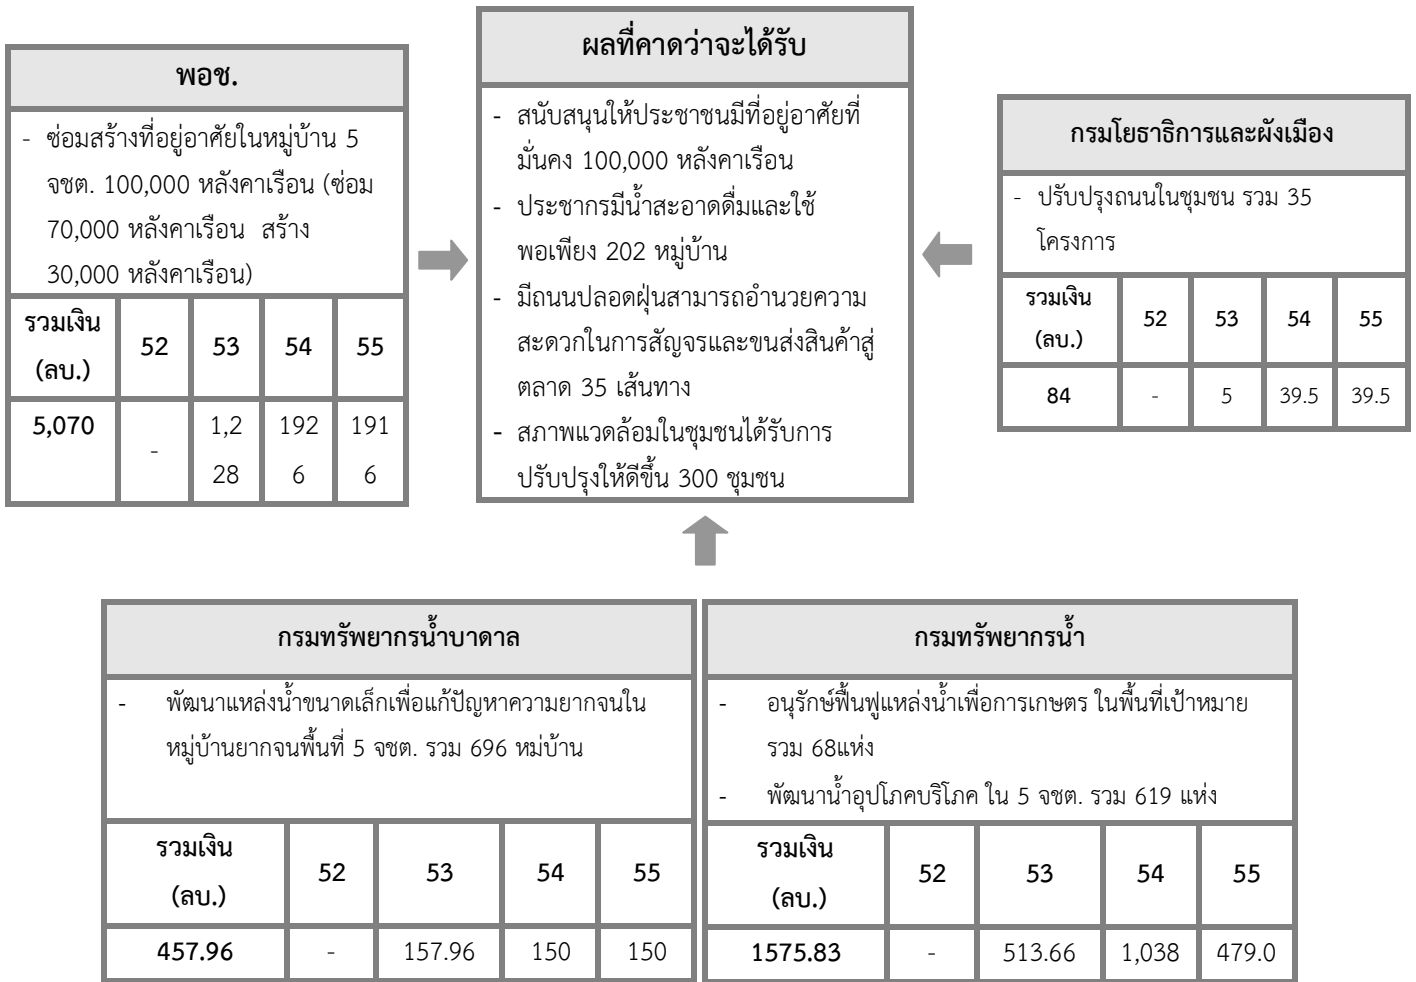 พอช.
- ซ่อมสร้างที่อยู่อาศัยในหมู่บ้าน 5
จชต. 100,000 หลังคาเรือน (ซ่อม
70,000 หลังคาเรือน สร้าง
30,000 หลังคาเรือน)
รวมเงิน
(ลบ.)
52 53 54 55
5,070 - 1,2 192 191
28 6 6
ผลที่คาดว่าจะได้รับ
- สนับสนุนให้ประชาชนมีที่อยู่อาศัยที่
มั่นคง 100,000 หลังคาเรือน
- ประชากรมีน้ำสะอาดดื่มและใช้
พอเพียง 202 หมู่บ้าน
- มีถนนปลอดฝุ่นสามารถอำนวยความ
สะดวกในการสัญจรและขนส่งสินค้าสู่
ตลาด 35 เส้นทาง
- สภาพแวดล้อมในชุมชนได้รับการ
ปรับปรุงให้ดีขึ้น 300 ชุมชน
กรมโยธาธิการและผังเมือง
- ปรับปรุงถนนในชุมชน รวม 35
โครงการ
รวมเงิน
(ลบ.)
52 53 54 55
84 - 5 39.5 39.5
กรมทรัพยากรน้ำบาดาล
- พัฒนาแหล่งน้ำขนาดเล็กเพื่อแก้ปัญหาความยากจนใน
หมู่บ้านยากจนพื้นที่ 5 จชต. รวม 696 หม่บ้าน
รวมเงิน
(ลบ.)
52 53 54 55
457.96 - 157.96 150 150
กรมทรัพยากรน้ำ
- อนุรักษ์ฟื้นฟูแหล่งน้ำเพื่อการเกษตร ในพื้นที่เป้าหมาย
รวม 68แห่ง
- พัฒนาน้ำอุปโภคบริโภค ใน 5 จชต. รวม 619 แห่ง
รวมเงิน
(ลบ.)
52 53 54 55
1575.83 - 513.66 1,038 479.0